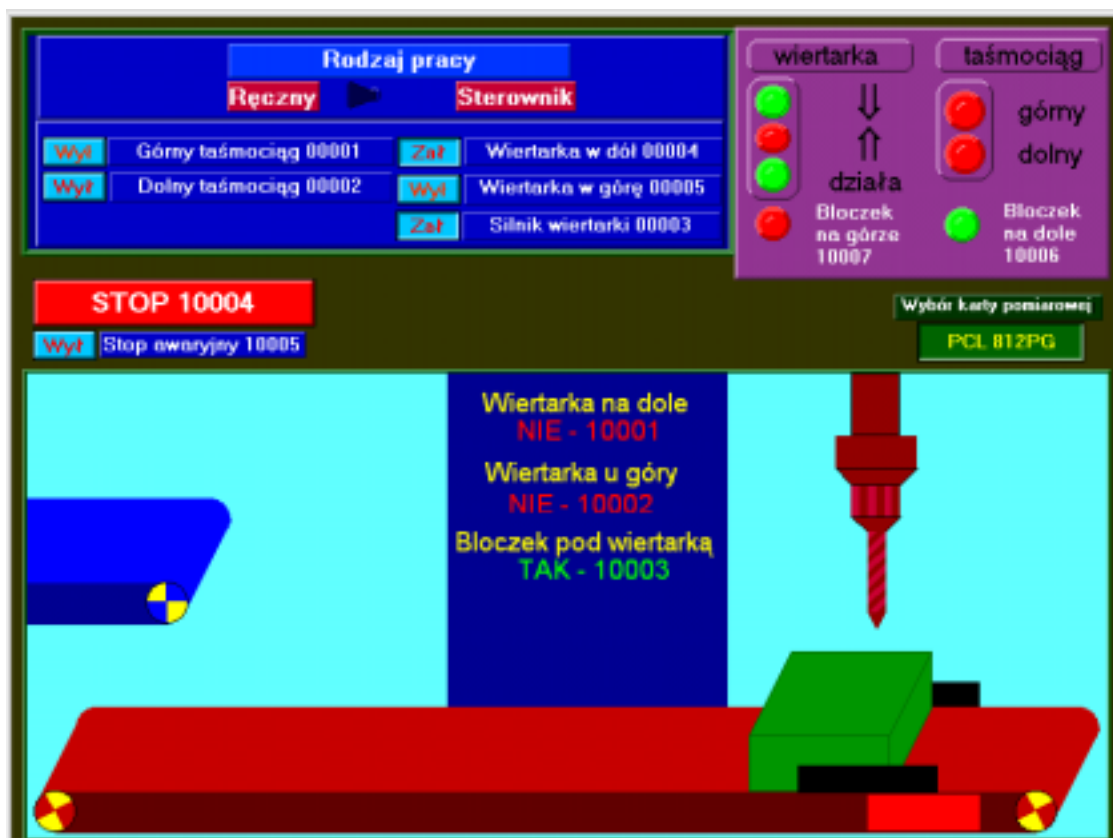 Rodzaj pracy
Ręczny
Sterownik
Wył Górny taśmociąg 00001 Zał Wiertarka w dół 00004
Wył Dolny taśmociąg 00002 Wył Wiertarka w górę 00005
Zał Silnik wiertarki 00003
wiertarka
taśmociąg
górny
dolny
działa
Bloczek
na górze
10007
Bloczek
na dole
10006
STOP 10004
Wył Stop awaryjny 10005
Wybór karty pomiarowej
PCL 812PG
Wiertarka na dole
NIE - 10001
Wiertarka u góry
NIE - 10002
Bloczek pod wiertarką
TAK - 10003